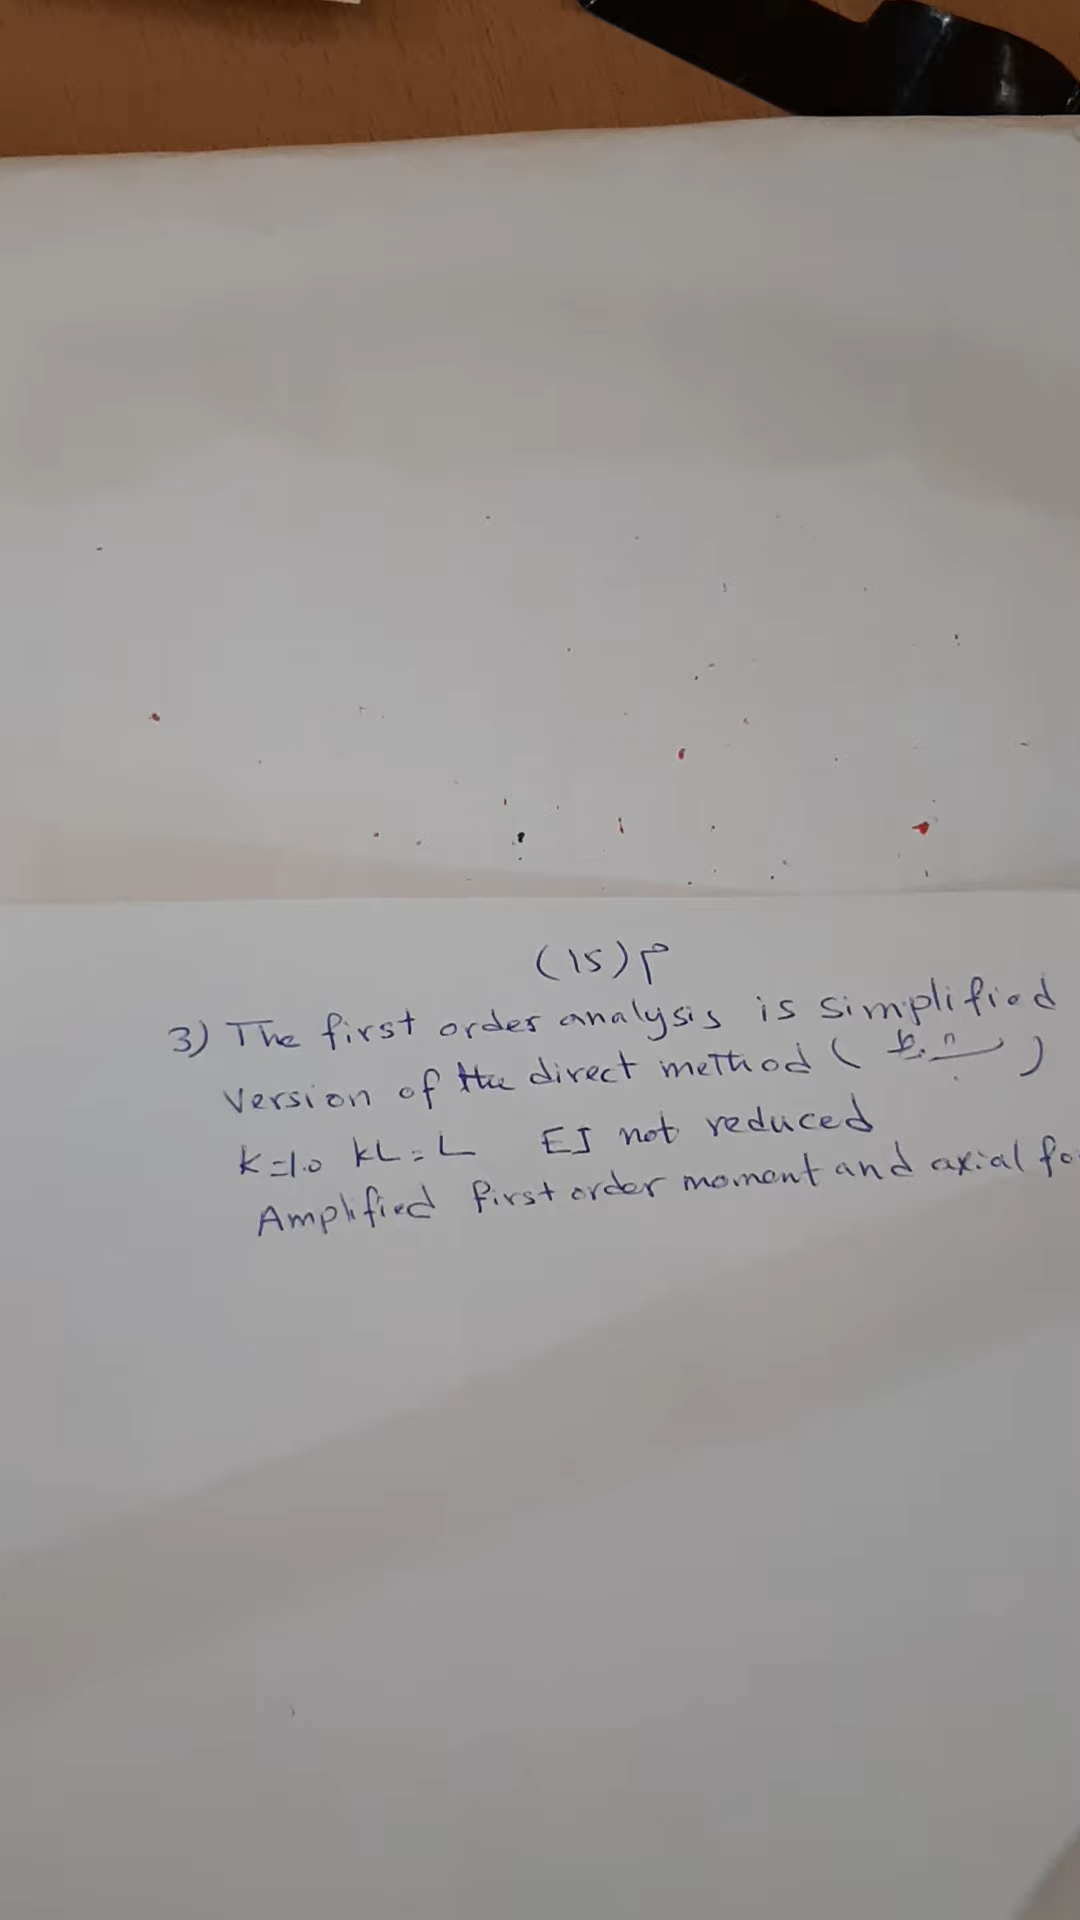 (15) م
3) The first order analysis is simplified
version of the direct method (
K=1.0 KL=L EI not reduced
Amplified first order moment and axial fo